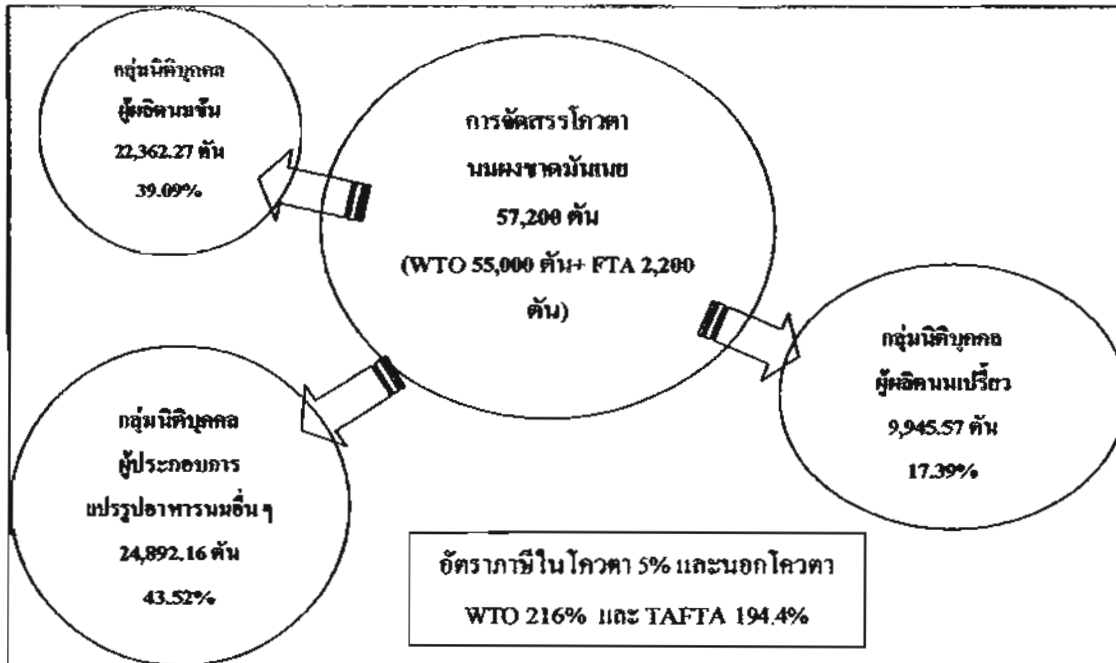 กลุ่มนิติบุคคล
ผู้ผลิตนมข้น
22,362.27 ตัน
39.09%
การจัดสรรโควตา
นมผงขาดมันเนย
57,200 ตัน
(WTO 55,000 ตัน+ FTA 2,200
ตัน)
กลุ่มนิติบุคคล
ผู้ผลิตนมเปรี้ยว
9,945.57 ตัน
17.39%
กลุ่มนิติบุคคล
ผู้ประกอบการ
แปรรูปอาหารนมอื่น ๆ
24,892.16 ตัน
43.52%
อัตราภาษีในโควตา 5% และนอกโควตา
WTO 216% และ TAFTA 194.4%